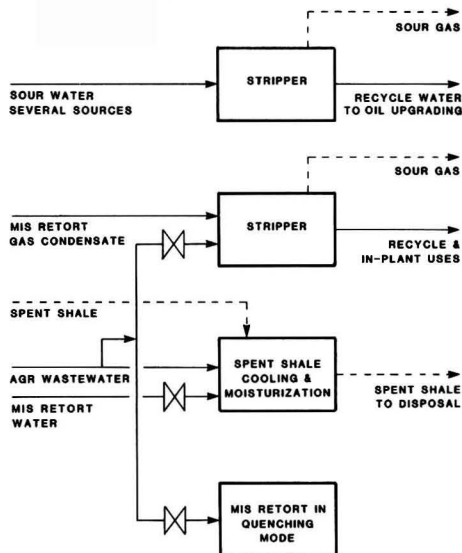 SOUR GAS
STRIPPER
SOUR WATER
SEVERAL SOURCES
RECYCLE WATER
TO OIL UPGRADING
SOUR GAS
STRIPPER
MIS RETORT
GAS CONDENSATE
RECYCLE &
IN-PLANT USES
SPENT SHALE
SPENT SHALE
COOLING &
MOISTURIZATION
AGR WASTEWATER
SPENT SHALE
TO DISPOSAL
MIS RETORT
WATER
MIS RETORT IN
QUENCHING
MODE